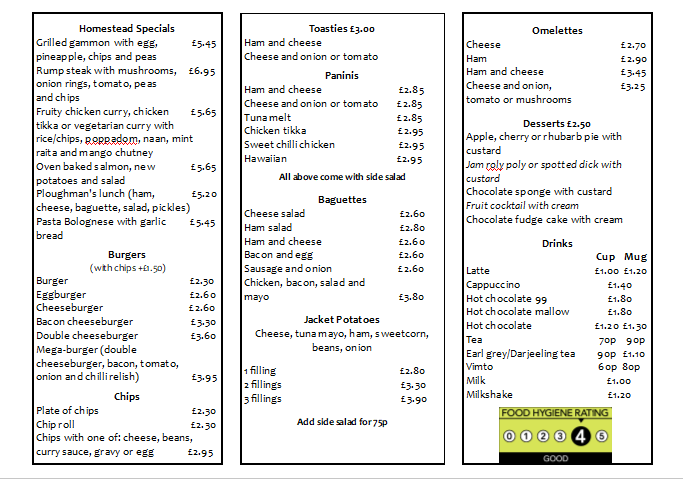 Homestead Specials
Grilled gammon with egg, £5.45
pineapple, chips and peas
Rump steak with mushrooms, £6.95
onion rings, tomato, peas
and chips
Fruity chicken curry, chicken £5.65
tikka or vegetarian curry with
rice/chips, poppadom, naan, mint
raita and mango chutney
Oven baked salmon, new £5.65
potatoes and salad
Ploughman's lunch (ham, £5.20
cheese, baguette, salad, pickles)
Pasta Bolognese with garlic £5.45
bread
Burgers
(with chips +£1.50)
Burger £2.30
Eggburger £2.60
Cheeseburger £2.60
Bacon cheeseburger £3.30
Double cheeseburger £3.60
Mega-burger (double
cheeseburger, bacon, tomato,
onion and chilli relish) £3.95
Chips
Plate of chips £2.30
Chip roll £2.30
Chips with one of: cheese, beans,
curry sauce, gravy or egg £2.95
Toasties £3.00
Ham and cheese
Cheese and onion or tomato
Paninis
Ham and cheese £2.85
Cheese and onion or tomato £2.85
Tuna melt £2.85
Chicken tikka £2.95
Sweet chilli chicken £2.95
Hawaiian £2.95
All above come with side salad
Baguettes
Cheese salad £2.60
Ham salad £2.80
Ham and cheese £2.60
Bacon and egg £2.60
Sausage and onion £2.60
Chicken, bacon, salad and
mayo £3.80
Jacket Potatoes
Cheese, tuna mayo, ham, sweetcorn,
beans, onion
1 filling £2.80
2 fillings £3.30
3 fillings £3.90
Add side salad for 75p
Omelettes
Cheese £2.70
Ham £2.90
Ham and cheese £3.45
Cheese and onion, £3.25
tomato or mushrooms
Desserts £2.50
Apple, cherry or rhubarb pie with
custard
Jam roly poly or spotted dick with
custard
Chocolate sponge with custard
Fruit cocktail with cream
Chocolate fudge cake with cream
Drinks
Cup Mug
Latte £1.00 £1.20
Cappuccino £1.40
Hot chocolate 99 £1.80
Hot chocolate mallow £1.80
Hot chocolate £1.20 £1.30
Tea 70p 90p
Earl grey/Darjeeling tea 90p £1.10
Vimto 60p 80p
Milk £1.00
Milkshake £1.20
FOOD HYGIENE RATING
0 1 2 3 4 5
GOOD